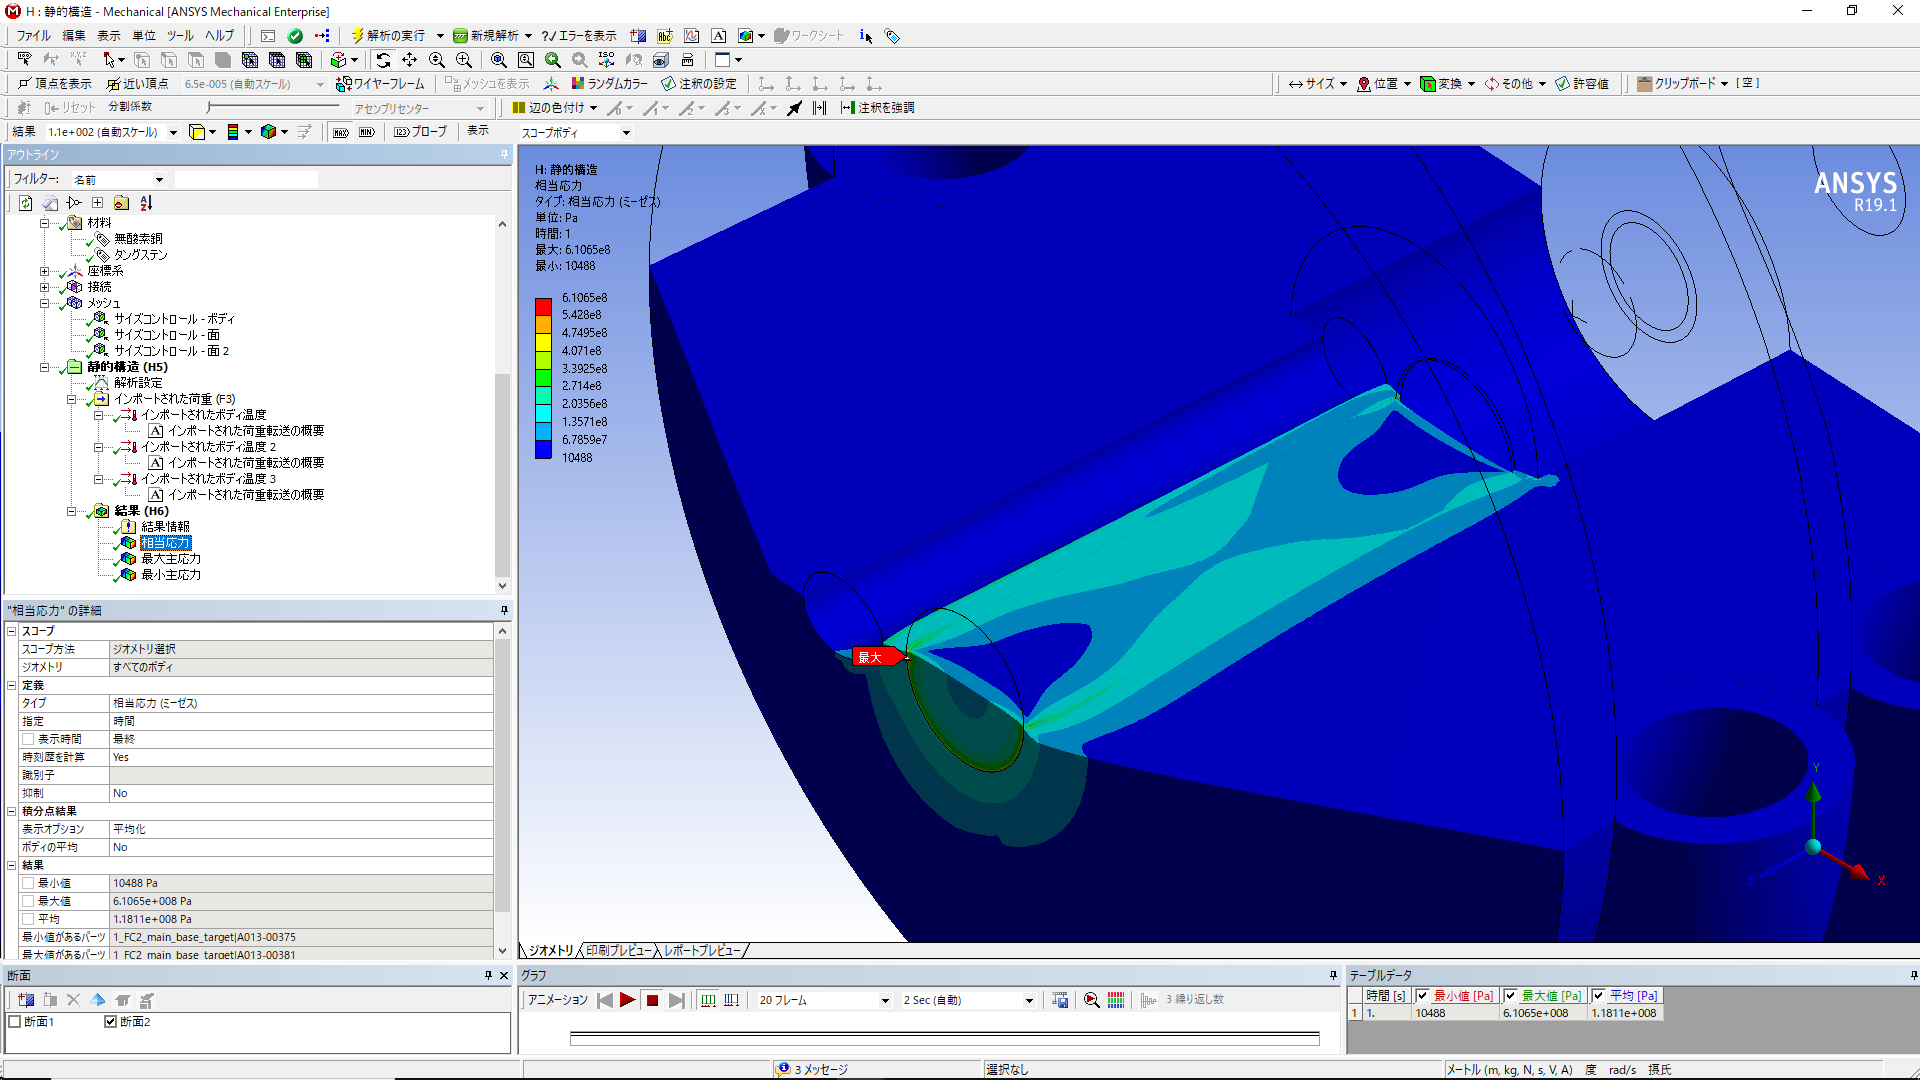 H : 静的構造 - Mechanical [ANSYS Mechanical Enterprise]
ファイル 編集 表示 単位 ツール ヘルプ 解析の実行 新規解析 ?✓エラーを表示 ワークシート
頂点を表示 近い頂点 6.5e-005 (自動スケール) ワイヤーフレーム メッシュを表示 ランダムカラー 注釈の設定 サイズ 位置 変換 その他 許容値 クリップボード [ 空 ]
リセット 分割係数 アセンブリセンター 辺の色付け 注釈を強調
結果 1.1e+002 (自動スケール) MAX MIN 123 プローブ 表示 スコープボディ
アウトライン
フィルター: 名前
材料
無酸素銅
タングステン
座標系
接続
メッシュ
サイズコントロール - ボディ
サイズコントロール - 面
サイズコントロール - 面 2
静的構造 (H5)
解析設定
インポートされた荷重 (F3)
インポートされたボディ温度
インポートされた荷重転送の概要
インポートされたボディ温度 2
インポートされた荷重転送の概要
インポートされたボディ温度 3
インポートされた荷重転送の概要
結果 (H6)
結果情報
相当応力
最大主応力
最小主応力
"相当応力" の詳細
スコープ
スコープ方法 ジオメトリ選択
ジオメトリ すべてのボディ
定義
タイプ 相当応力 (ミーゼス)
指定 時間
表示時間 最終
時刻歴を計算 Yes
識別子
抑制 No
積分点結果
表示オプション 平均化
ボディの平均 No
結果
最小値 10488 Pa
最大値 6.1065e+008 Pa
平均 1.1811e+008 Pa
最小値があるパーツ 1_FC2_main_base_target|A013-00375
最大値があるパーツ 1_FC2_main_base_target|A013-00381
断面
断面1 断面2
H: 静的構造
相当応力
タイプ: 相当応力 (ミーゼス)
単位: Pa
時間: 1
最大: 6.1065e8
最小: 10488
6.1065e8
5.428e8
4.7495e8
4.071e8
3.3925e8
2.714e8
2.0356e8
1.3571e8
6.7859e7
10488
ANSYS
R19.1
最大
Y
X
Z
ジオメトリ 印刷プレビュー レポートプレビュー
グラフ
アニメーション 20 フレーム 2 Sec (自動) 3 繰り返し数
テーブルデータ
時間 [s] 最小値 [Pa] 最大値 [Pa] 平均 [Pa]
1 1. 10488 6.1065e+008 1.1811e+008
3 メッセージ 選択なし メートル (m, kg, N, s, V, A) 度 rad/s 摂氏